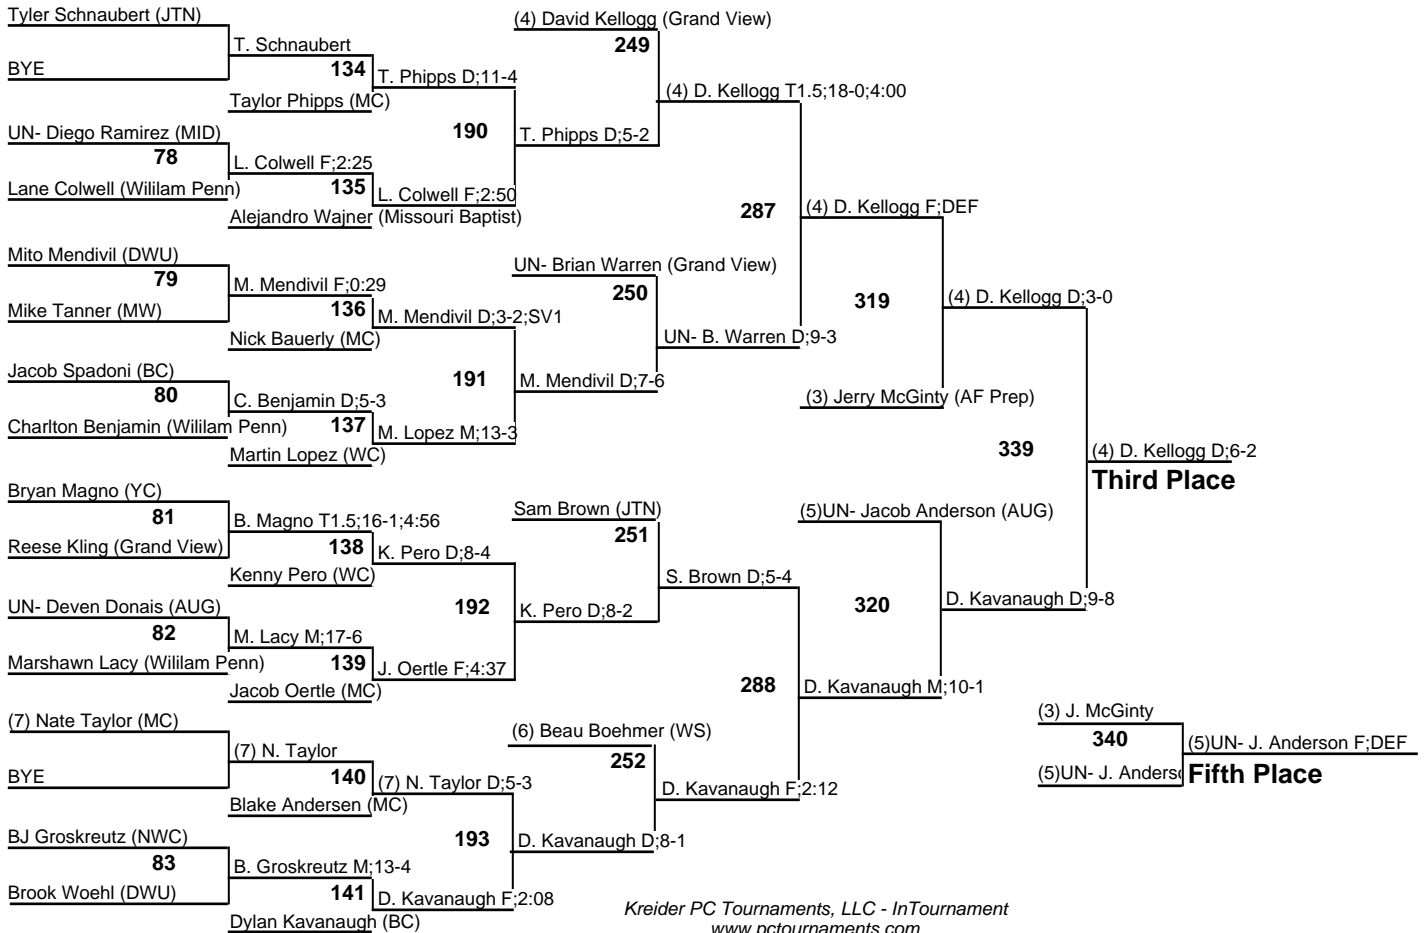 Tyler Schnaubert (JTN)
BYE
UN- Diego Ramirez (MID)
78
Lane Colwell (Wililam Penn)
Mito Mendivil (DWU)
79
Mike Tanner (MW)
Jacob Spadoni (BC)
80
Charlton Benjamin (Wililam Penn)
Bryan Magno (YC)
81
Reese Kling (Grand View)
UN- Deven Donais (AUG)
82
Marshawn Lacy (Wililam Penn)
(7) Nate Taylor (MC)
BYE
BJ Groskreutz (NWC)
83
Brook Woehl (DWU)
T. Schnaubert
134
Taylor Phipps (MC)
L. Colwell F;2:25
135
Alejandro Wajner (Missouri Baptist)
M. Mendivil F;0:29
136
Nick Bauerly (MC)
C. Benjamin D;5-3
137
Martin Lopez (WC)
B. Magno T1.5;16-1;4:56
138
Kenny Pero (WC)
M. Lacy M;17-6
139
Jacob Oertle (MC)
(7) N. Taylor
140
Blake Andersen (MC)
B. Groskreutz M;13-4
141
Dylan Kavanaugh (BC)
T. Phipps D;11-4
190
L. Colwell F;2:50
M. Mendivil D;3-2;SV1
191
M. Lopez M;13-3
K. Pero D;8-4
192
J. Oertle F;4:37
(7) N. Taylor D;5-3
193
D. Kavanaugh F;2:08
(4) David Kellogg (Grand View)
249
T. Phipps D;5-2
UN- Brian Warren (Grand View)
250
M. Mendivil D;7-6
Sam Brown (JTN)
251
K. Pero D;8-2
(6) Beau Boehmer (WS)
252
D. Kavanaugh D;8-1
(4) D. Kellogg T1.5;18-0;4:00
287
UN- B. Warren D;9-3
S. Brown D;5-4
288
D. Kavanaugh F;2:12
(4) D. Kellogg F;DEF
319
(3) Jerry McGinty (AF Prep)
(5)UN- Jacob Anderson (AUG)
320
D. Kavanaugh M;10-1
(4) D. Kellogg D;3-0
339
D. Kavanaugh D;9-8
(4) D. Kellogg D;6-2
Third Place
(3) J. McGinty
340
(5)UN- J. Anders
(5)UN- J. Anderson F;DEF
Fifth Place
Kreider PC Tournaments, LLC - InTournament
www.pctournaments.com